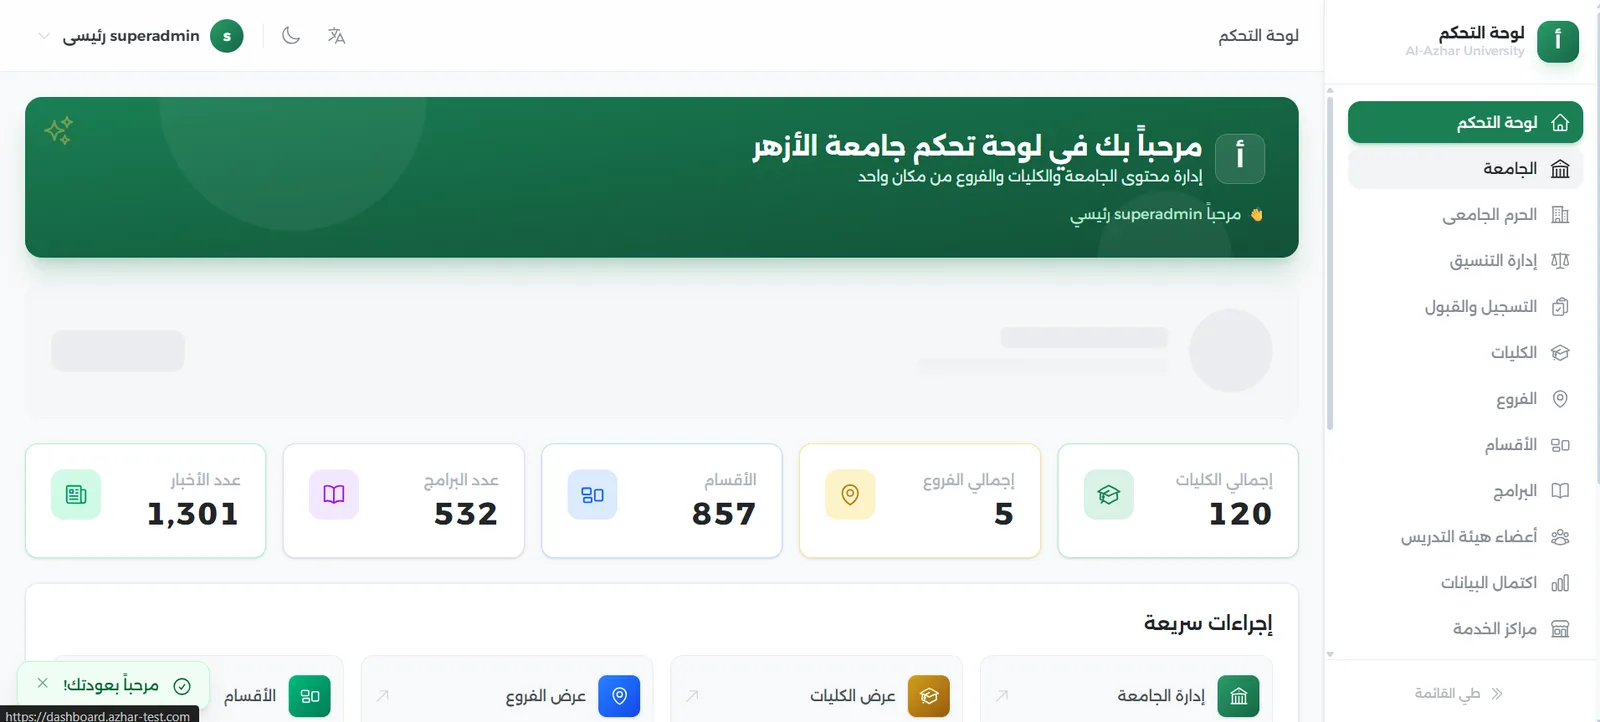 لوحة التحكم
Al-Azhar University
أ
لوحة التحكم
الجامعة
الحرم الجامعى
إدارة التنسيق
التسجيل والقبول
الكليات
الفروع
الأقسام
البرامج
أعضاء هيئة التدريس
اكتمال البيانات
مراكز الخدمة
طي القائمة
لوحة التحكم
s
superadmin رئيسى
أ
مرحباً بك في لوحة تحكم جامعة الأزهر
إدارة محتوى الجامعة والكليات والفروع من مكان واحد
👋 مرحباً superadmin رئيسي
إجمالي الكليات
120
إجمالي الفروع
5
الأقسام
857
عدد البرامج
532
عدد الأخبار
1,301
إجراءات سريعة
إدارة الجامعة
عرض الكليات
عرض الفروع
الأقسام
مرحباً بعودتك!
https://dashboard.azhar-test.com